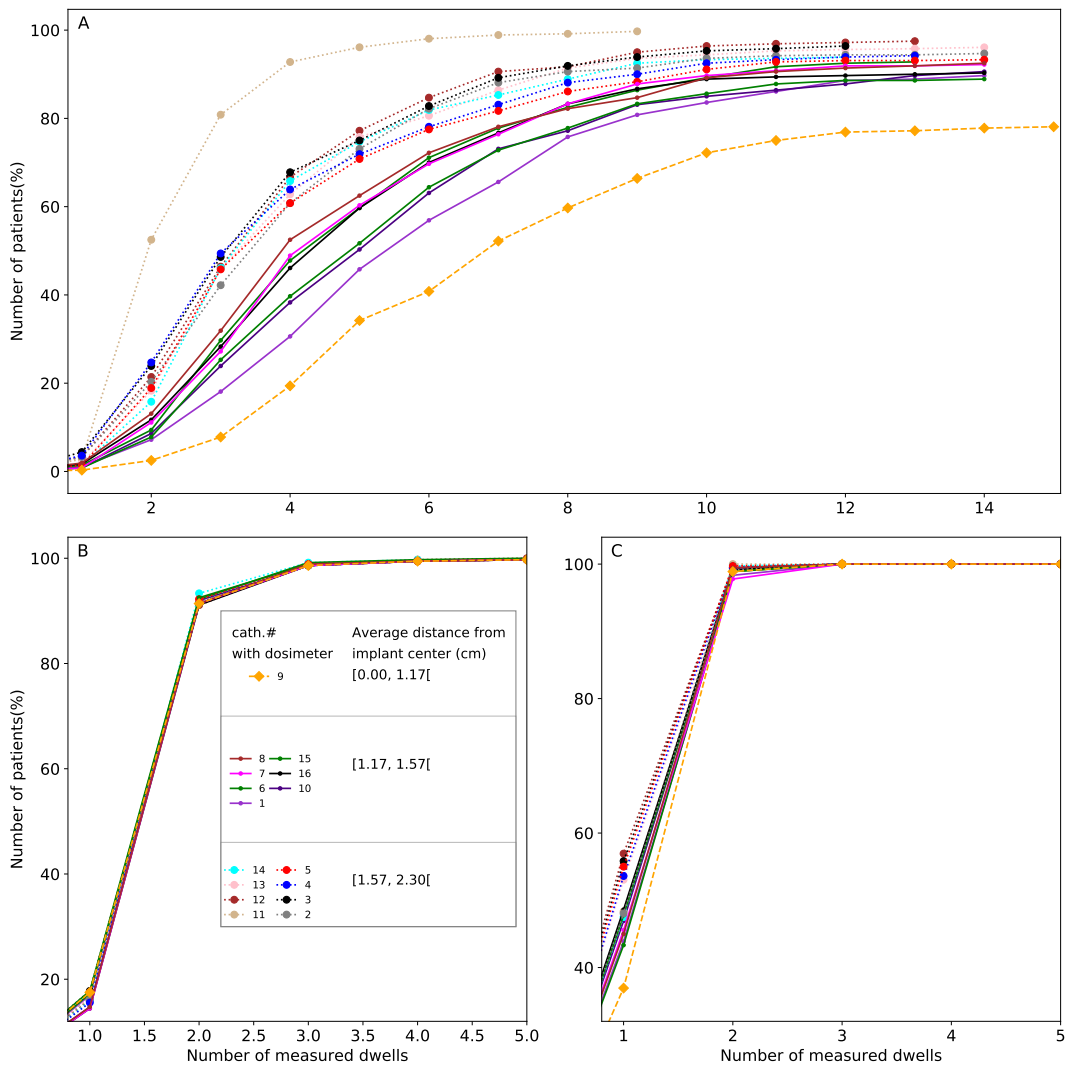 A
Number of patients(%)
100
80
60
40
20
0
2 4 6 8 10 12 14
B
Number of patients(%)
100
80
60
40
20
1.0 1.5 2.0 2.5 3.0 3.5 4.0 4.5 5.0
Number of measured dwells
cath.# Average distance from
with dosimeter implant center (cm)
9 [0.00, 1.17[
8 15 [1.17, 1.57[
7 16
6 10
1
14 5 [1.57, 2.30[
13 4
12 3
11 2
C
100
80
60
40
1 2 3 4 5
Number of measured dwells